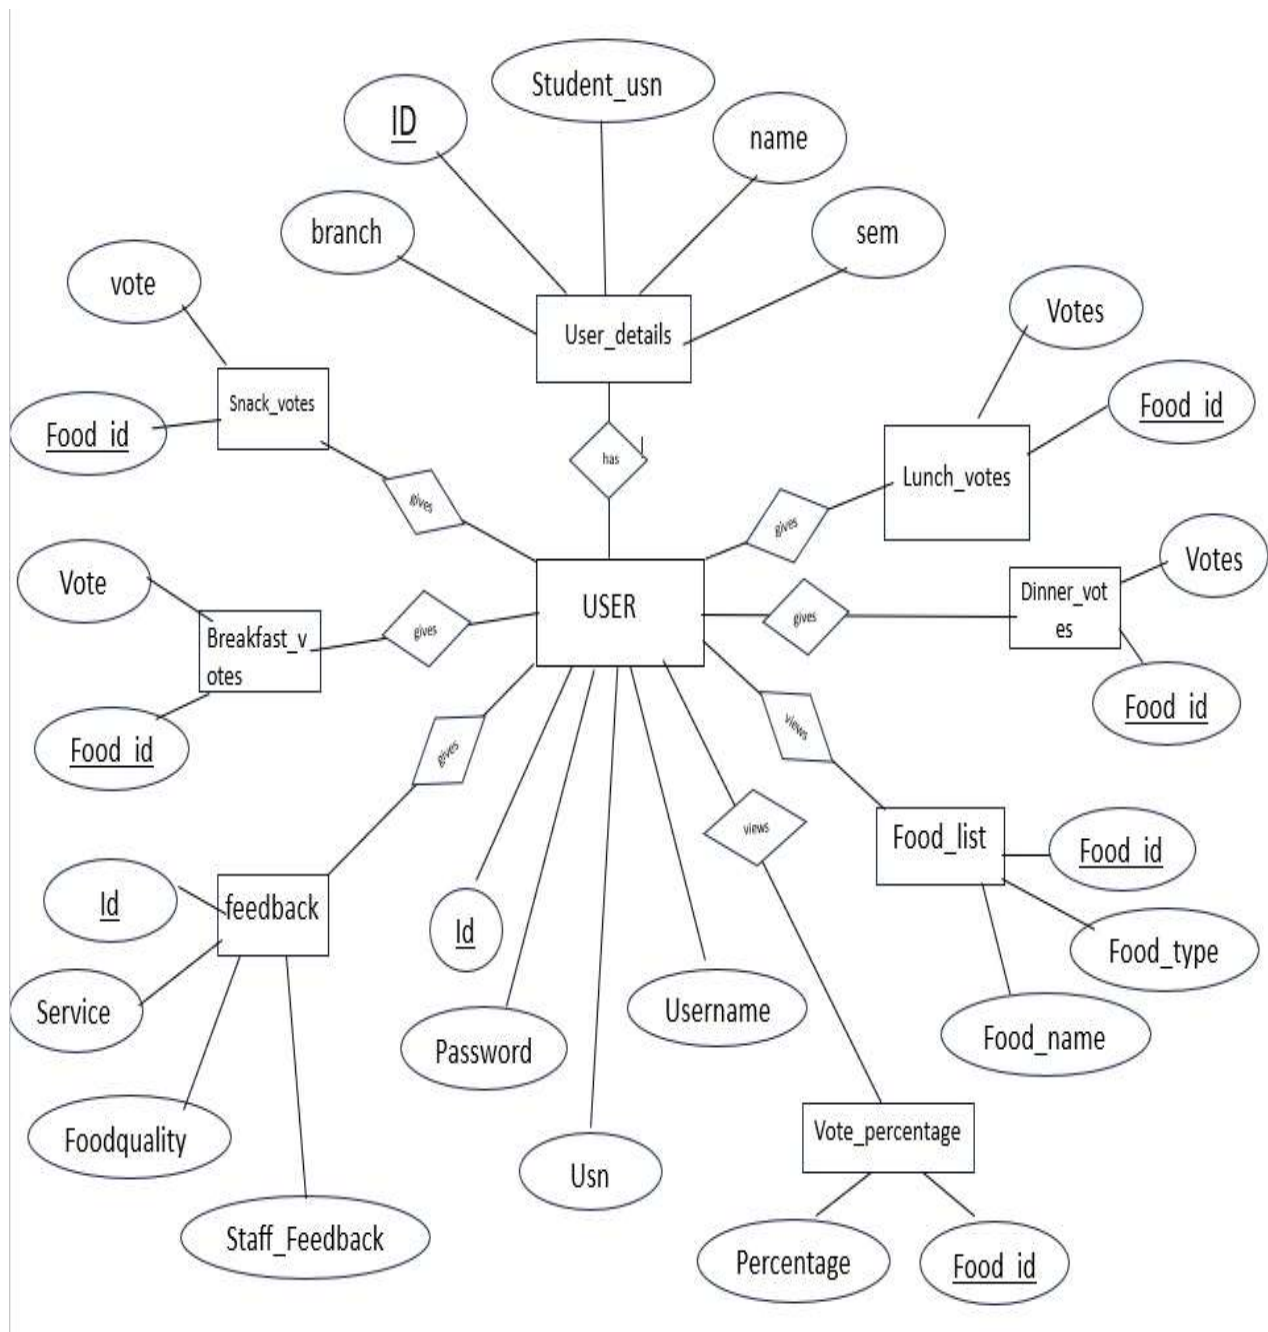 Student_usn
ID
name
branch
sem
vote
Votes
User_details
Snack_votes
Food_id
Food_id
has
Lunch_votes
gives
gives
Votes
Vote
USER
Dinner_vot
es
gives
gives
Breakfast_v
otes
Food_id
Food_id
gives
views
views
Food_list
Food_id
Id
feedback
Id
Food_type
Service
Username
Food_name
Password
Foodquality
Vote_percentage
Usn
Staff_Feedback
Percentage
Food_id